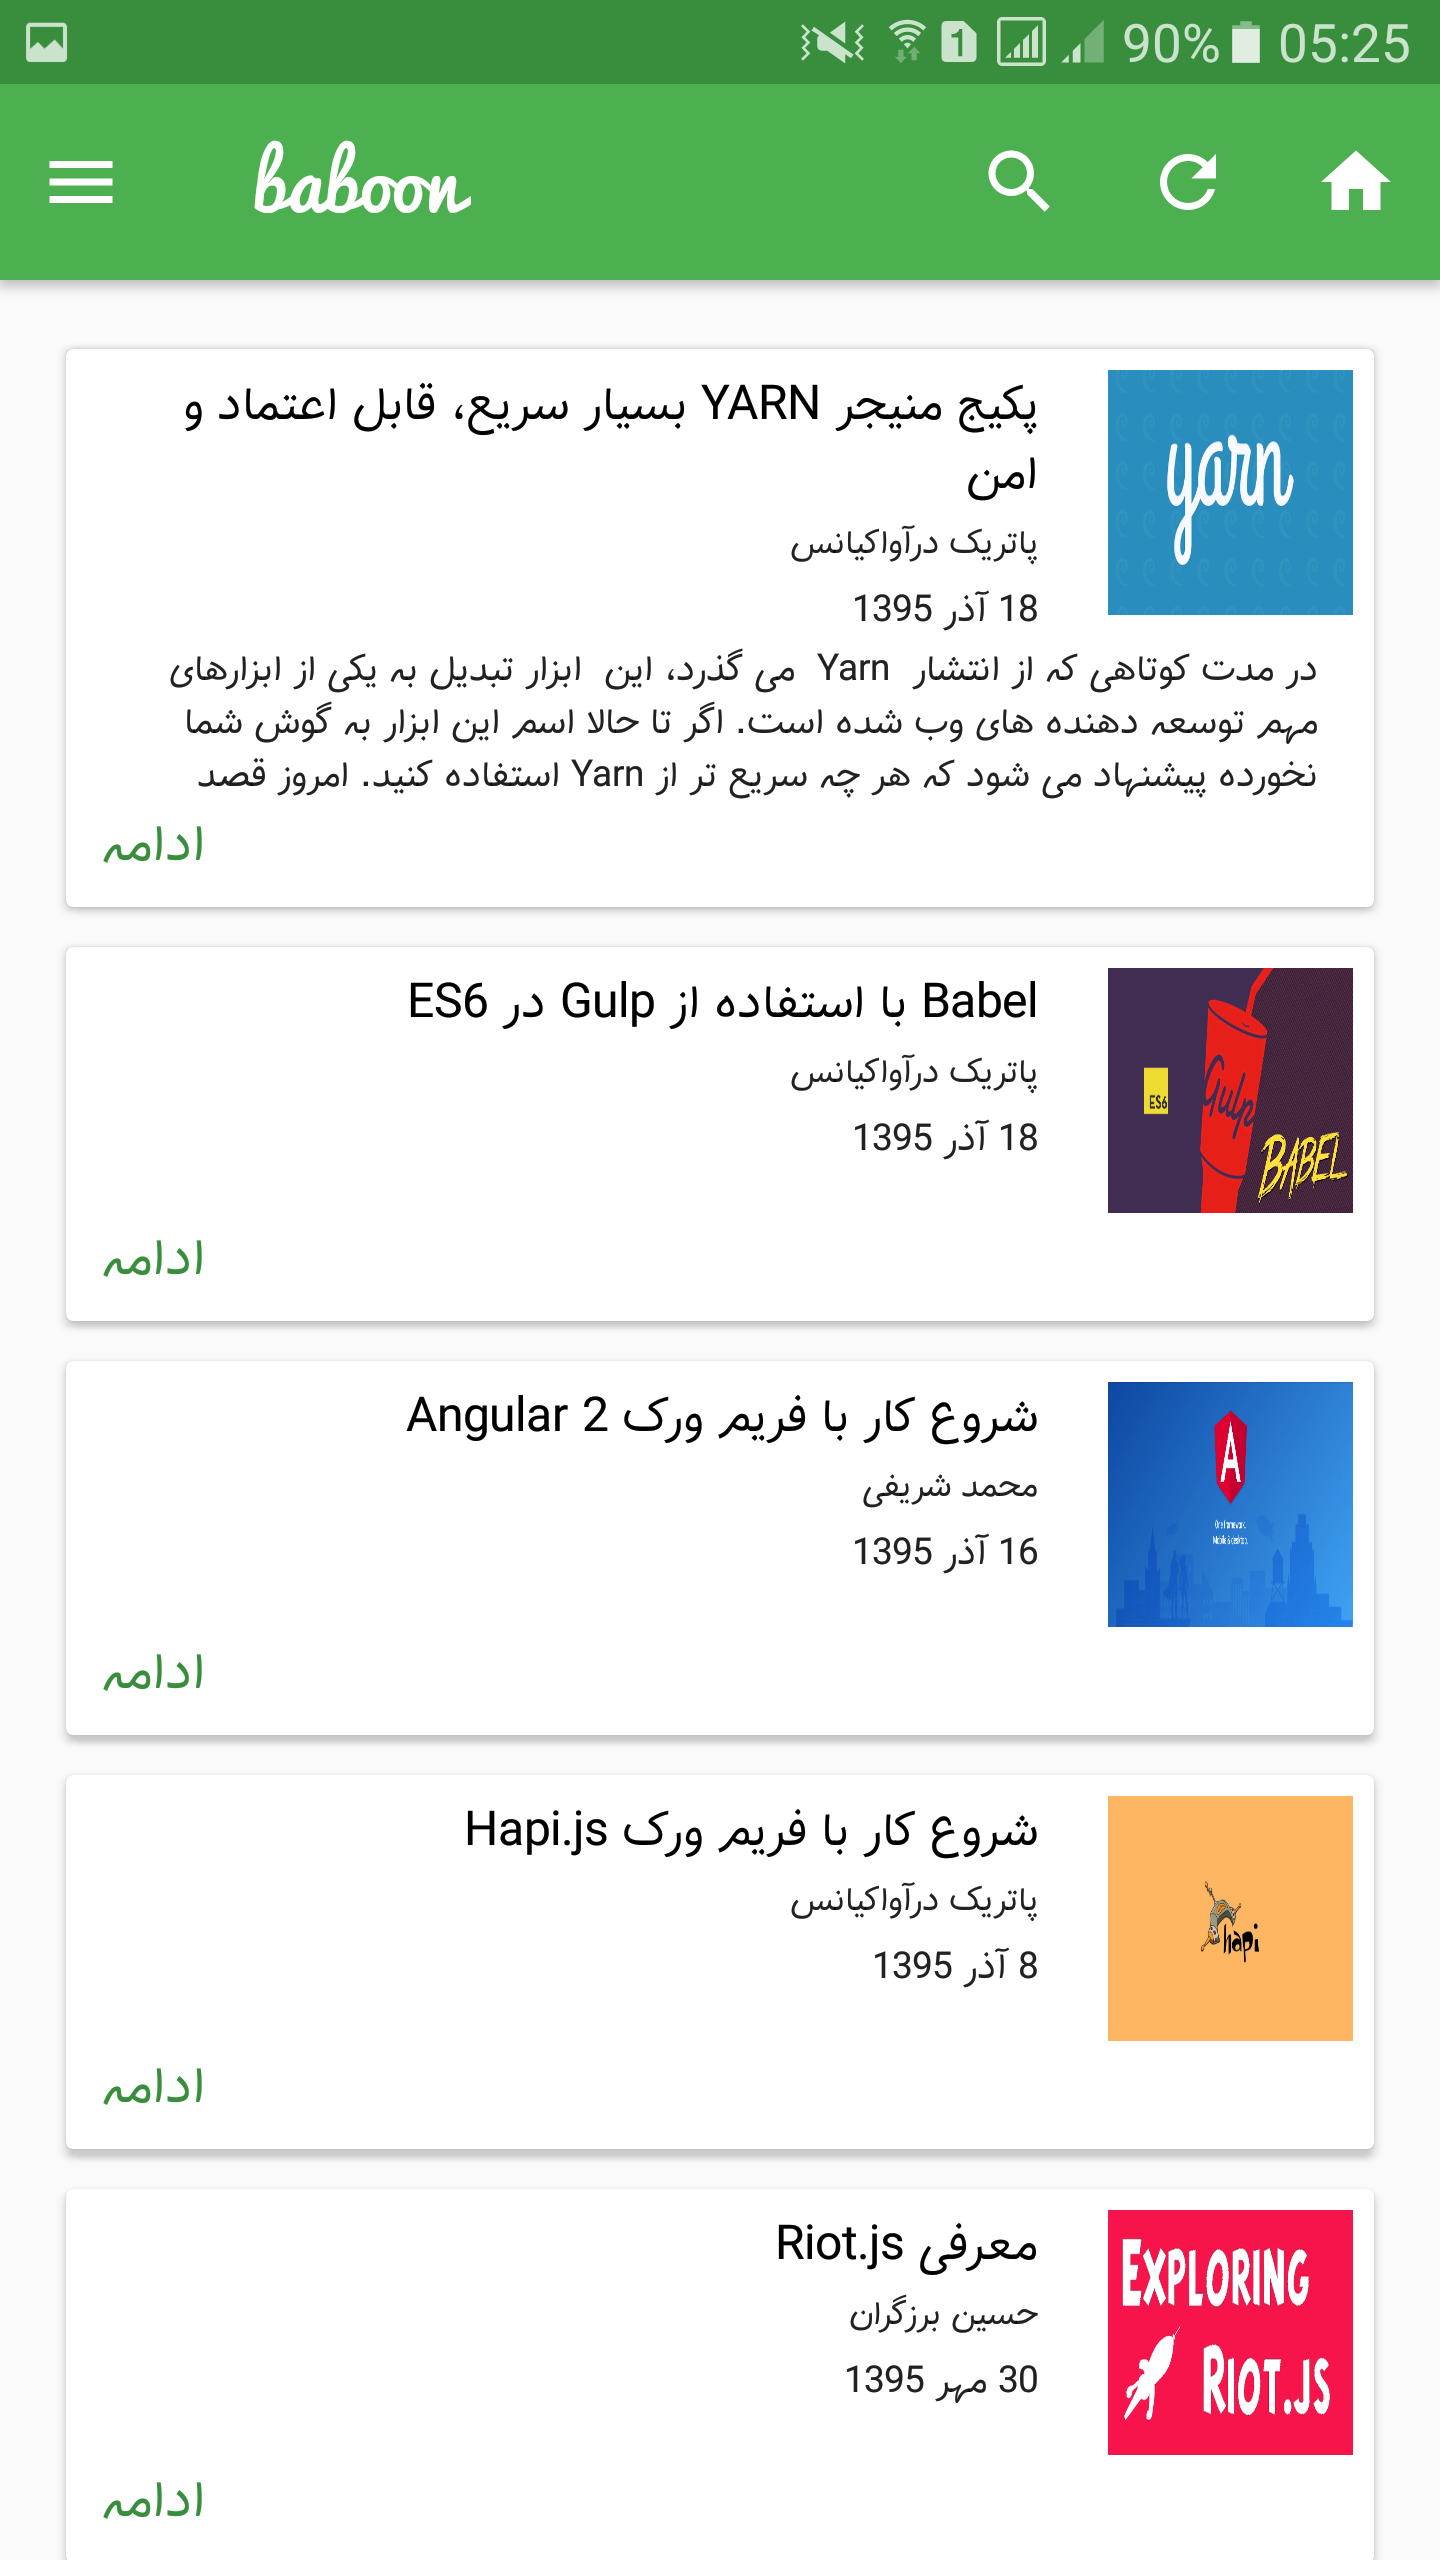 90% 05:25
baboon
پکیج منیجر YARN بسیار سریع، قابل اعتماد و
امن
پاتریک درآواکیانس
18 آذر 1395
yarn
در مدت کوتاهی که از انتشار Yarn می گذرد، این ابزار تبدیل به یکی از ابزارهای
مهم توسعه دهنده های وب شده است. اگر تا حالا اسم این ابزار به گوش شما
نخورده پیشنهاد می شود که هر چه سریع تر از Yarn استفاده کنید. امروز قصد
ادامه
Babel با استفاده از Gulp در ES6
پاتریک درآواکیانس
18 آذر 1395
ES6
Gulp
BABEL
ادامه
شروع کار با فریم ورک Angular 2
محمد شریفی
16 آذر 1395
A
One framework.
Mobile & desktop.
ادامه
شروع کار با فریم ورک Hapi.js
پاتریک درآواکیانس
8 آذر 1395
hapi
ادامه
معرفی Riot.js
حسین برزگران
30 مهر 1395
EXPLORING
RIOT.JS
ادامه